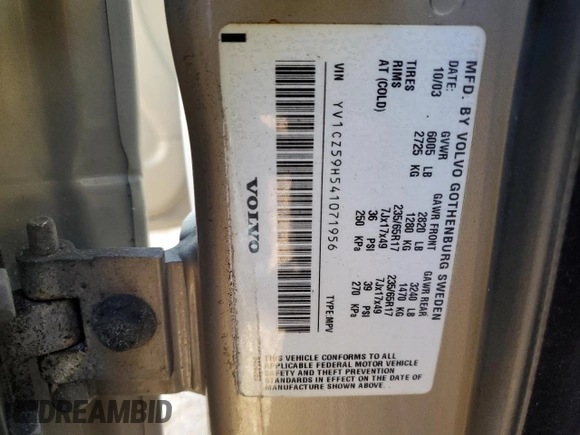 MFD. BY VOLVO GOTHENBURG SWEDEN
DATE: GVWR GAWR FRONT GAWR REAR
10/03 6005 LB 2820 LB 3240 LB
2725 KG 1280 KG 1470 KG
TIRES 235/65R17 235/65R17
RIMS 7Jx17x49 7Jx17x49
AT (COLD) 36 PSI 39 PSI
250 KPa 270 KPa
VIN YV1CZ59H541071956 TYPE:MPV
VOLVO
THIS VEHICLE CONFORMS TO ALL
APPLICABLE FEDERAL MOTOR VEHICLE
SAFETY AND THEFT PREVENTION
STANDARDS IN EFFECT ON THE DATE OF
MANUFACTURE SHOWN ABOVE.
DREAMBID